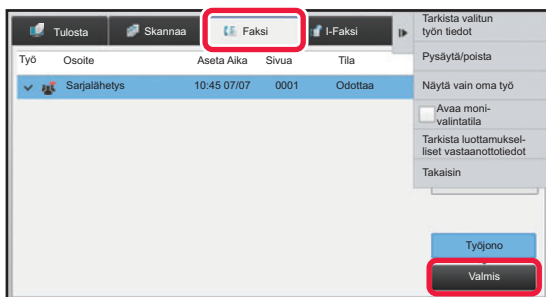 Tulosta
Skannaa
Faksi
I-Faksi
Työ
Osoite
Aseta Aika
Sivua
Tila
Sarjalähetys
10:45 07/07
0001
Odottaa
Tarkista valitun
työn tiedot
Pysäytä/poista
Näytä vain oma työ
Avaa moni-
valintatila
Tarkista luottamuksel-
liset vastaanottotiedot
Takaisin
Työjono
Valmis